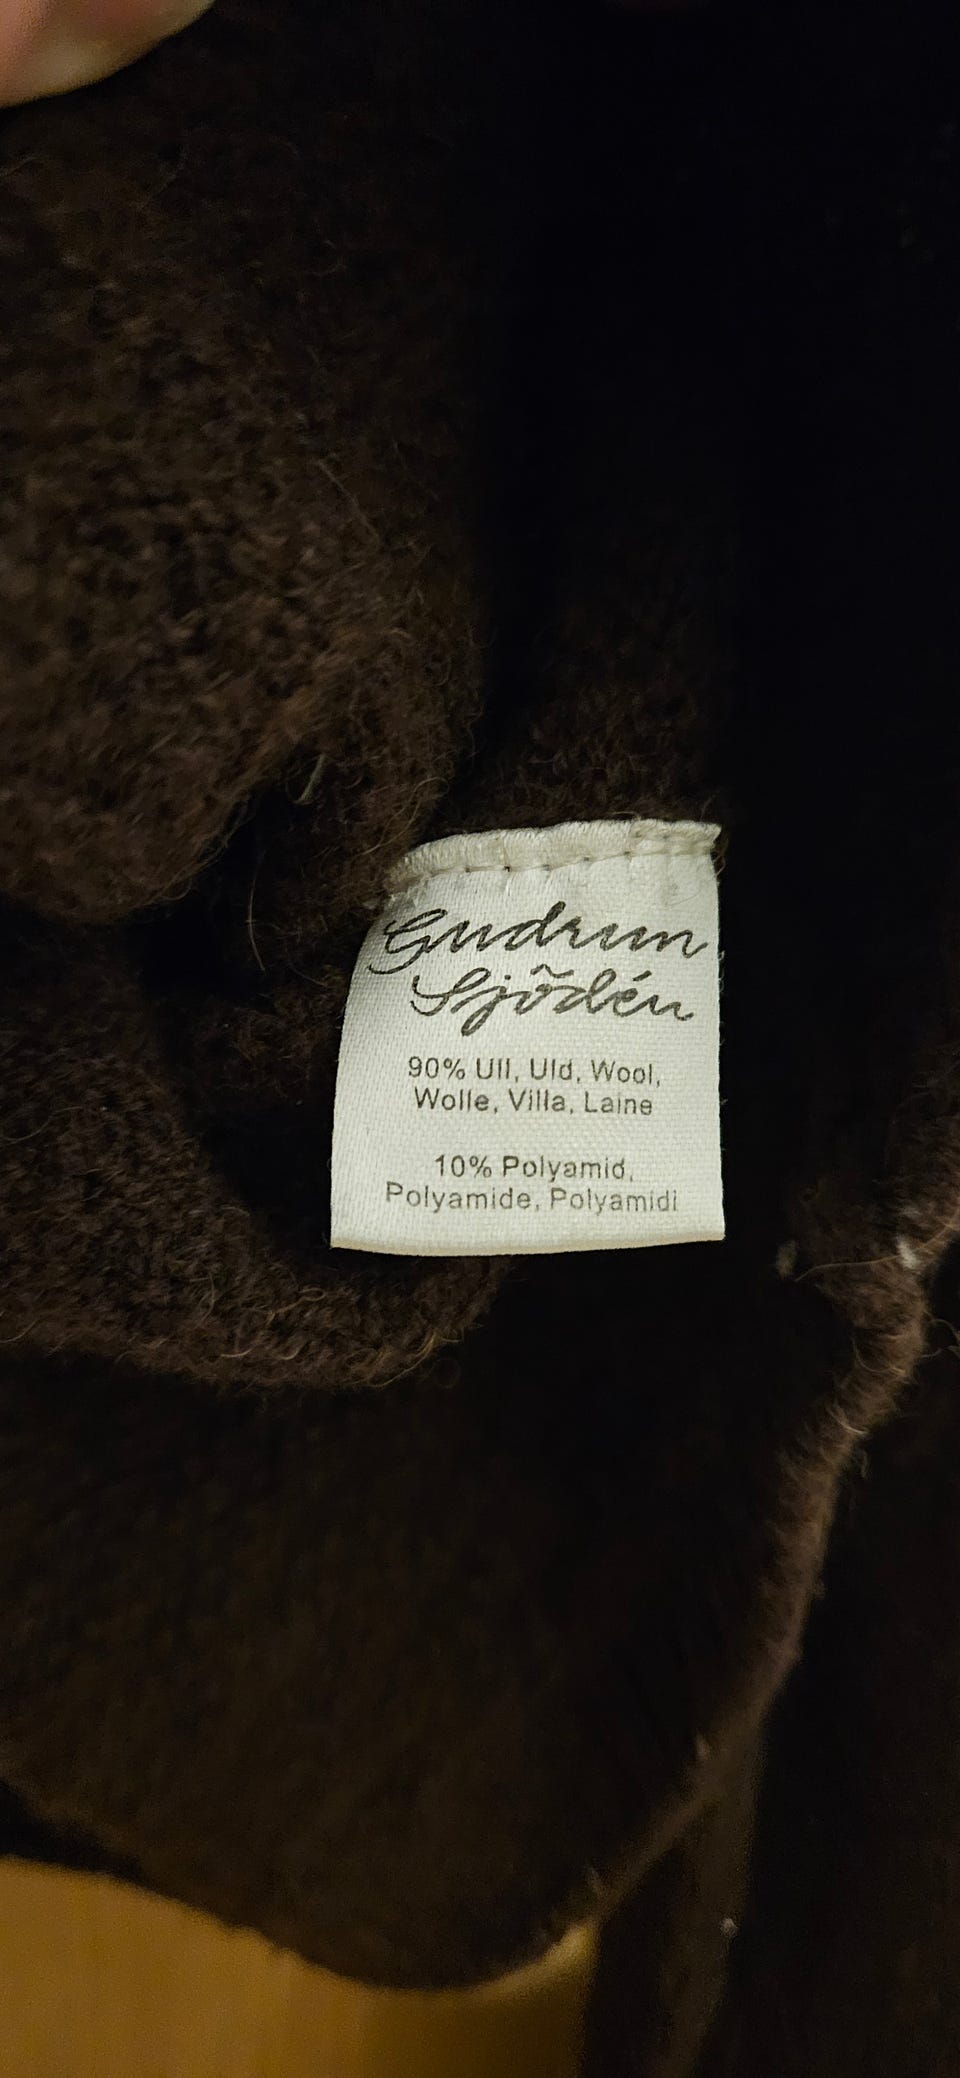 Gudrun
Sjödén
90% Ull, Uld, Wool,
Wolle, Villa, Laine
10% Polyamid,
Polyamide, Polyamidi